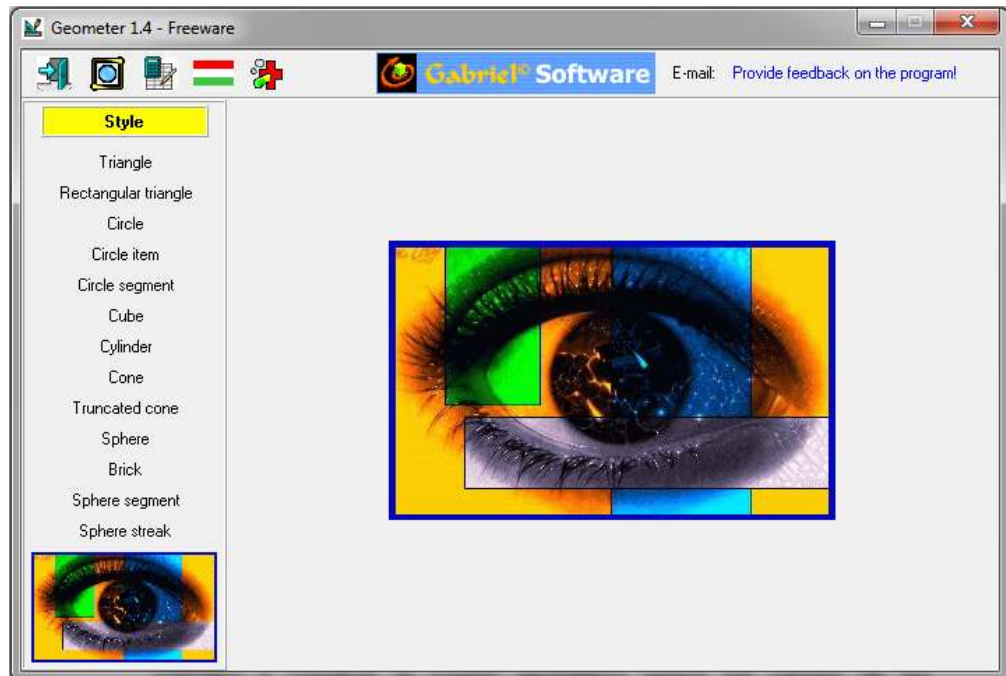 Geometer 1.4 - Freeware
Gabriel© Software
E-mail: Provide feedback on the program!
Style
Triangle
Rectangular triangle
Circle
Circle item
Circle segment
Cube
Cylinder
Cone
Truncated cone
Sphere
Brick
Sphere segment
Sphere streak